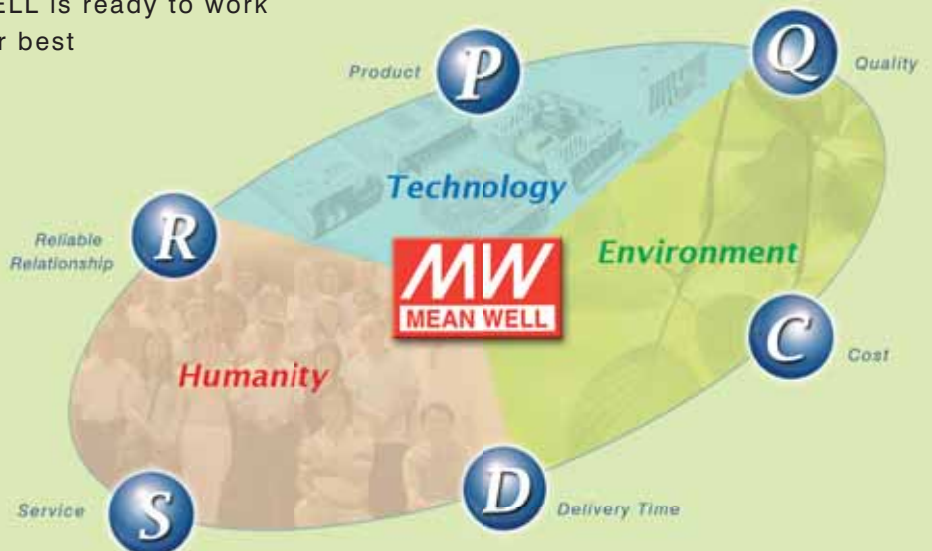 ELL is ready to work
r best
Product
P
Q
Quality
Technology
R
Reliable
Relationship
Environment
MW
MEAN WELL
C
Cost
Humanity
D
Delivery Time
S
Service